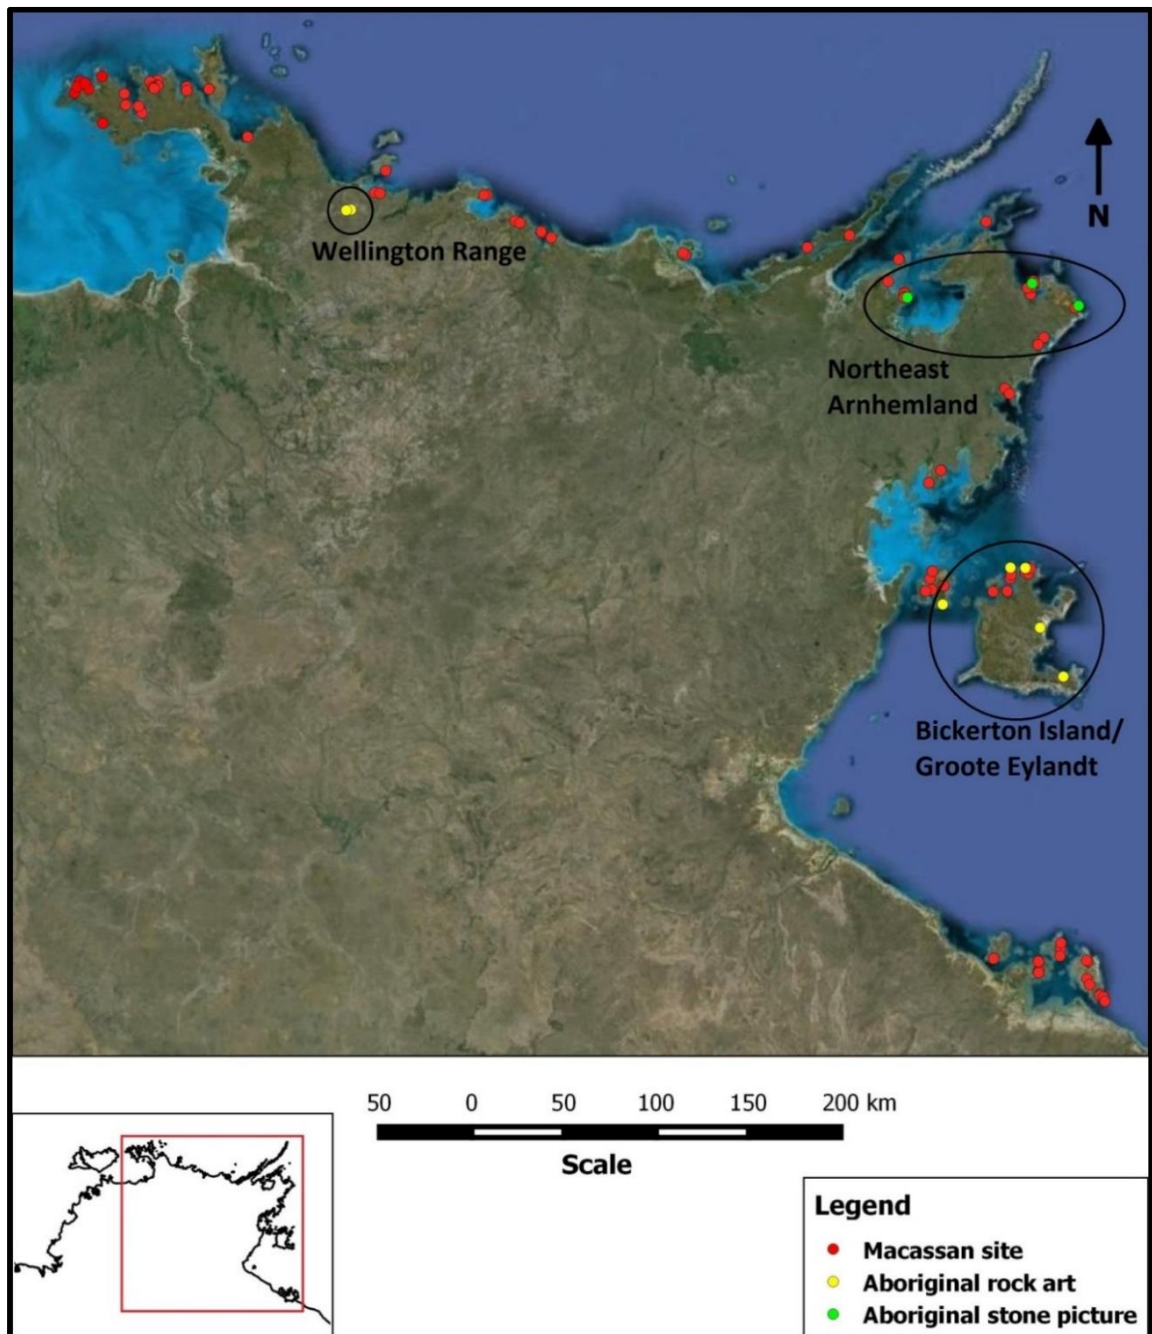 N
Wellington Range
Northeast
Arnhemland
Bickerton Island/
Groote Eylandt
50 0 50 100 150 200 km
Scale
Legend
Macassan site
Aboriginal rock art
Aboriginal stone picture